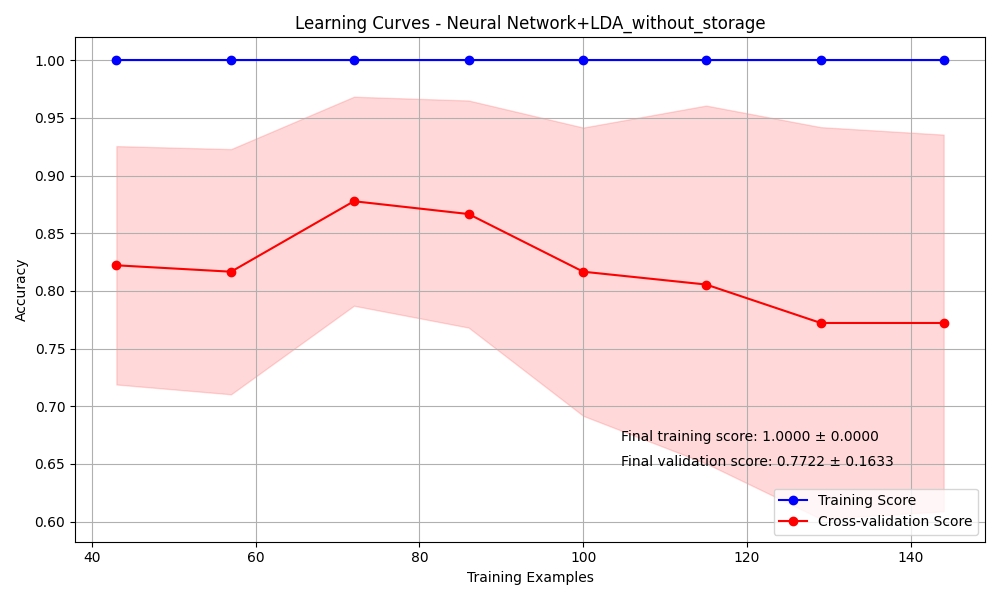 Learning Curves - Neural Network+LDA_without_storage
Accuracy
1.00
0.95
0.90
0.85
0.80
0.75
0.70
0.65
0.60
Final training score: 1.0000 ± 0.0000
Final validation score: 0.7722 ± 0.1633
Training Score
Cross-validation Score
40
60
80
100
120
140
Training Examples